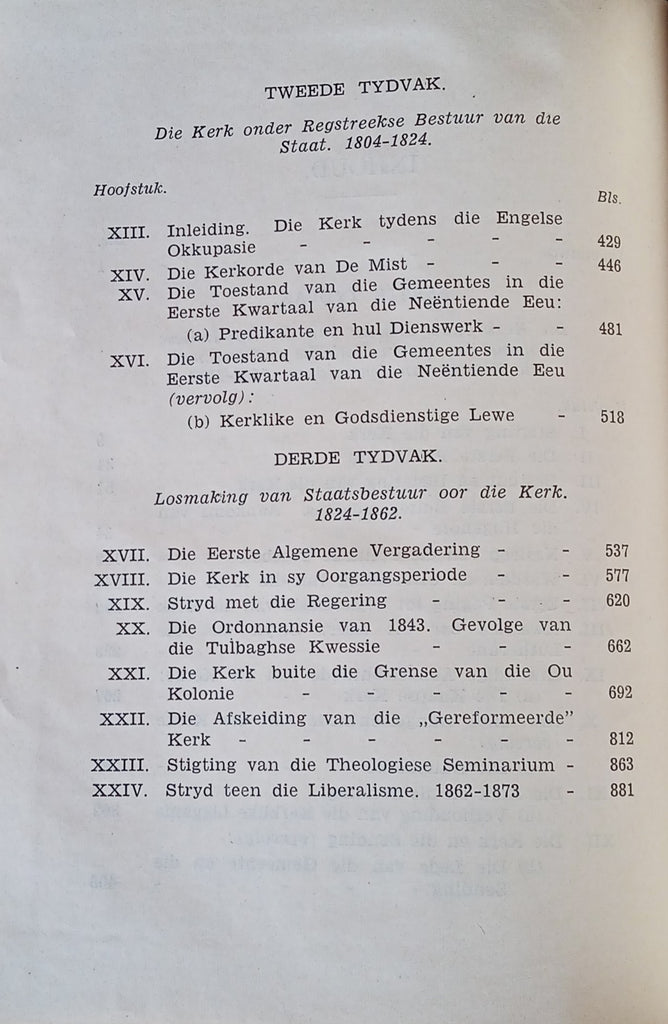 TWEEDE TYDVAK.
Die Kerk onder Regstreekse Bestuur van die
Staat. 1804-1824.
Hoofstuk.
Bls.
XIII. Inleiding. Die Kerk tydens die Engelse
Okkupasie - - - - - 429
XIV. Die Kerkorde van De Mist - - - 446
XV. Die Toestand van die Gemeentes in die
Eerste Kwartaal van die Neëntiende Eeu:
(a) Predikante en hul Dienswerk - - 481
XVI. Die Toestand van die Gemeentes in die
Eerste Kwartaal van die Neëntiende Eeu
(vervolg):
(b) Kerklike en Godsdienstige Lewe - 518
DERDE TYDVAK.
Losmaking van Staatsbestuur oor die Kerk.
1824-1862.
XVII. Die Eerste Algemene Vergadering - - 537
XVIII. Die Kerk in sy Oorgangsperiode - - 577
XIX. Stryd met die Regering - - - 620
XX. Die Ordonnansie van 1843. Gevolge van
die Tulbaghse Kwessie - - - 662
XXI. Die Kerk buite die Grense van die Ou
Kolonie - - - - - 692
XXII. Die Afskeiding van die „Gereformeerde”
Kerk - - - - - - 812
XXIII. Stigting van die Theologiese Seminarium - 863
XXIV. Stryd teen die Liberalisme. 1862-1873 - 881